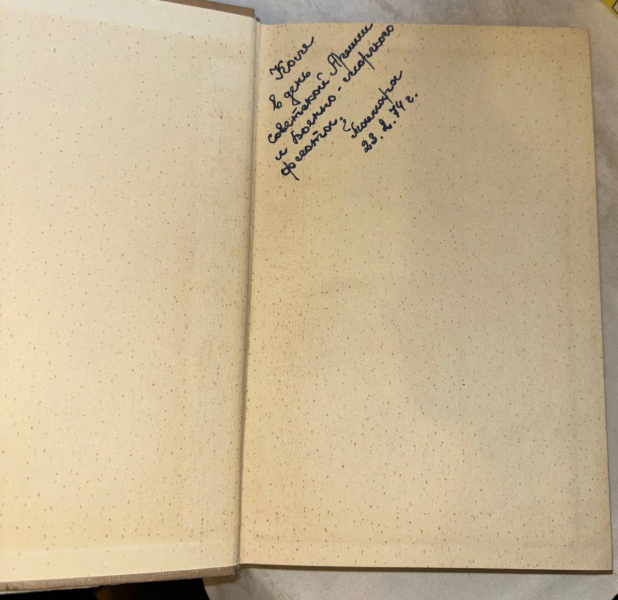 Коле
в день
советской Армии
и Военно-морского
флота.
23.2.74 г.